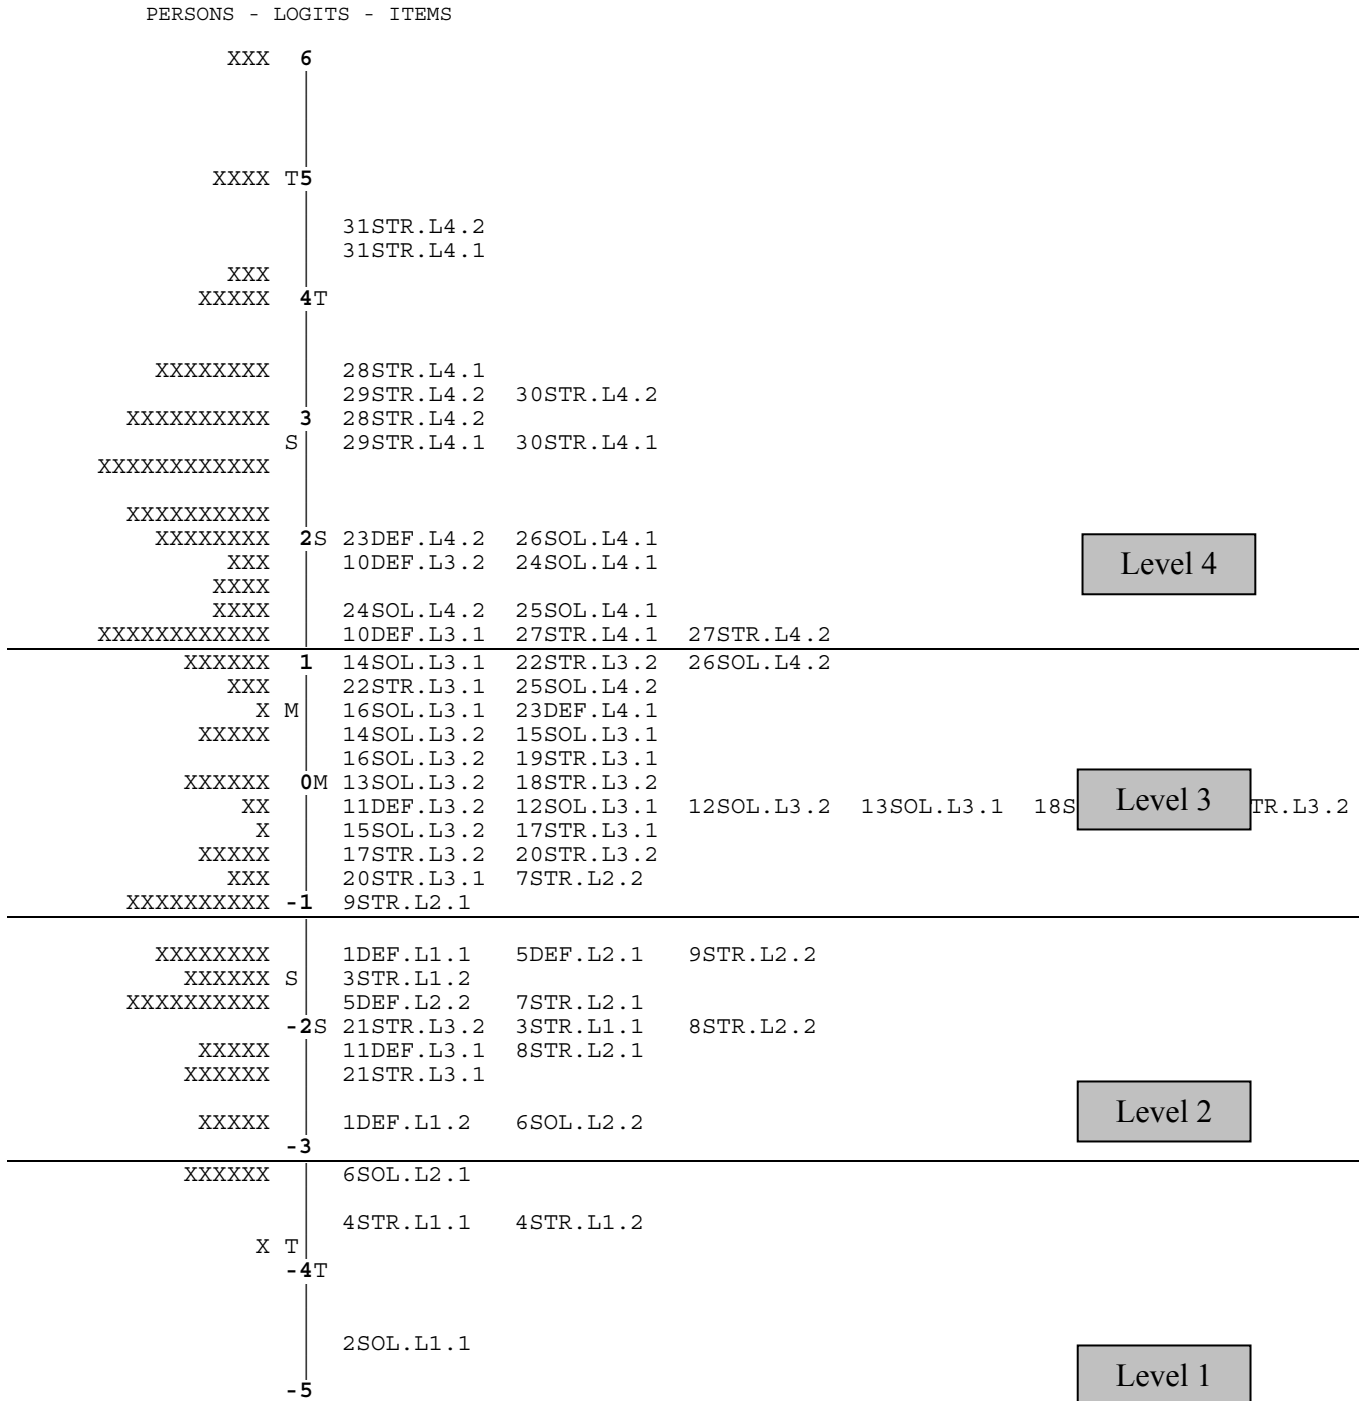 PERSONS - LOGITS - ITEMS
XXX 6
XXXX T5
31STR.L4.2
31STR.L4.1
XXX
XXXXX 4T
XXXXXXXX 28STR.L4.1
29STR.L4.2 30STR.L4.2
XXXXXXXXXX 3 28STR.L4.2
S 29STR.L4.1 30STR.L4.1
XXXXXXXXXXXX
XXXXXXXXXX
XXXXXXXX 2S 23DEF.L4.2 26SOL.L4.1
XXX 10DEF.L3.2 24SOL.L4.1 Level 4
XXXX
XXXX 24SOL.L4.2 25SOL.L4.1
XXXXXXXXXXXX 10DEF.L3.1 27STR.L4.1 27STR.L4.2
XXXXXX 1 14SOL.L3.1 22STR.L3.2 26SOL.L4.2
XXX 22STR.L3.1 25SOL.L4.2
X M 16SOL.L3.1 23DEF.L4.1
XXXXX 14SOL.L3.2 15SOL.L3.1
16SOL.L3.2 19STR.L3.1
XXXXXX 0M 13SOL.L3.2 18STR.L3.2
XX 11DEF.L3.2 12SOL.L3.1 12SOL.L3.2 13SOL.L3.1 18S Level 3 TR.L3.2
X 15SOL.L3.2 17STR.L3.1
XXXXX 17STR.L3.2 20STR.L3.2
XXX 20STR.L3.1 7STR.L2.2
XXXXXXXXXX -1 9STR.L2.1
XXXXXXXX 1DEF.L1.1 5DEF.L2.1 9STR.L2.2
XXXXXX S 3STR.L1.2
XXXXXXXXXX 5DEF.L2.2 7STR.L2.1
-2S 21STR.L3.2 3STR.L1.1 8STR.L2.2
XXXXX 11DEF.L3.1 8STR.L2.1
XXXXXX 21STR.L3.1
XXXXX 1DEF.L1.2 6SOL.L2.2 Level 2
-3
XXXXXX 6SOL.L2.1
4STR.L1.1 4STR.L1.2
X T
-4T
2SOL.L1.1
Level 1
-5